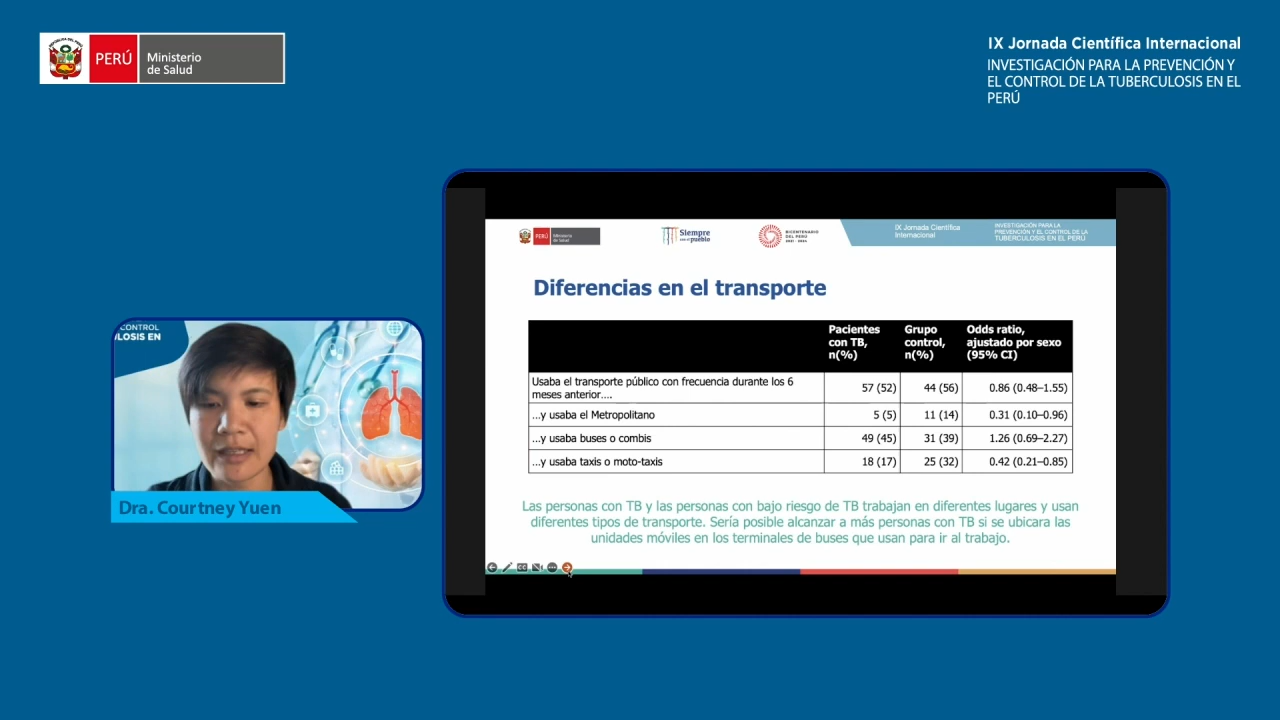 PERÚ
Ministerio
de Salud
IX Jornada Científica Internacional
INVESTIGACIÓN PARA LA PREVENCIÓN Y
EL CONTROL DE LA TUBERCULOSIS EN EL
PERÚ
CONTROL
LOSIS EN
Dra. Courtney Yuen
PERÚ
Ministerio
de Salud
Siempre
con el pueblo
BICENTENARIO
DEL PERÚ
2021 - 2024
IX Jornada Científica
Internacional
INVESTIGACIÓN PARA LA
PREVENCIÓN Y EL CONTROL DE LA
TUBERCULOSIS EN EL PERÚ
Diferencias en el transporte
Pacientes
con TB,
n(%)
Grupo
control,
n(%)
Odds ratio,
ajustado por sexo
(95% CI)
Usaba el transporte público con frecuencia durante los 6
meses anterior.... 57 (52) 44 (56) 0.86 (0.48–1.55)
...y usaba el Metropolitano 5 (5) 11 (14) 0.31 (0.10–0.96)
...y usaba buses o combis 49 (45) 31 (39) 1.26 (0.69–2.27)
...y usaba taxis o moto-taxis 18 (17) 25 (32) 0.42 (0.21–0.85)
Las personas con TB y las personas con bajo riesgo de TB trabajan en diferentes lugares y usan
diferentes tipos de transporte. Sería posible alcanzar a más personas con TB si se ubicara las
unidades móviles en los terminales de buses que usan para ir al trabajo.
CC